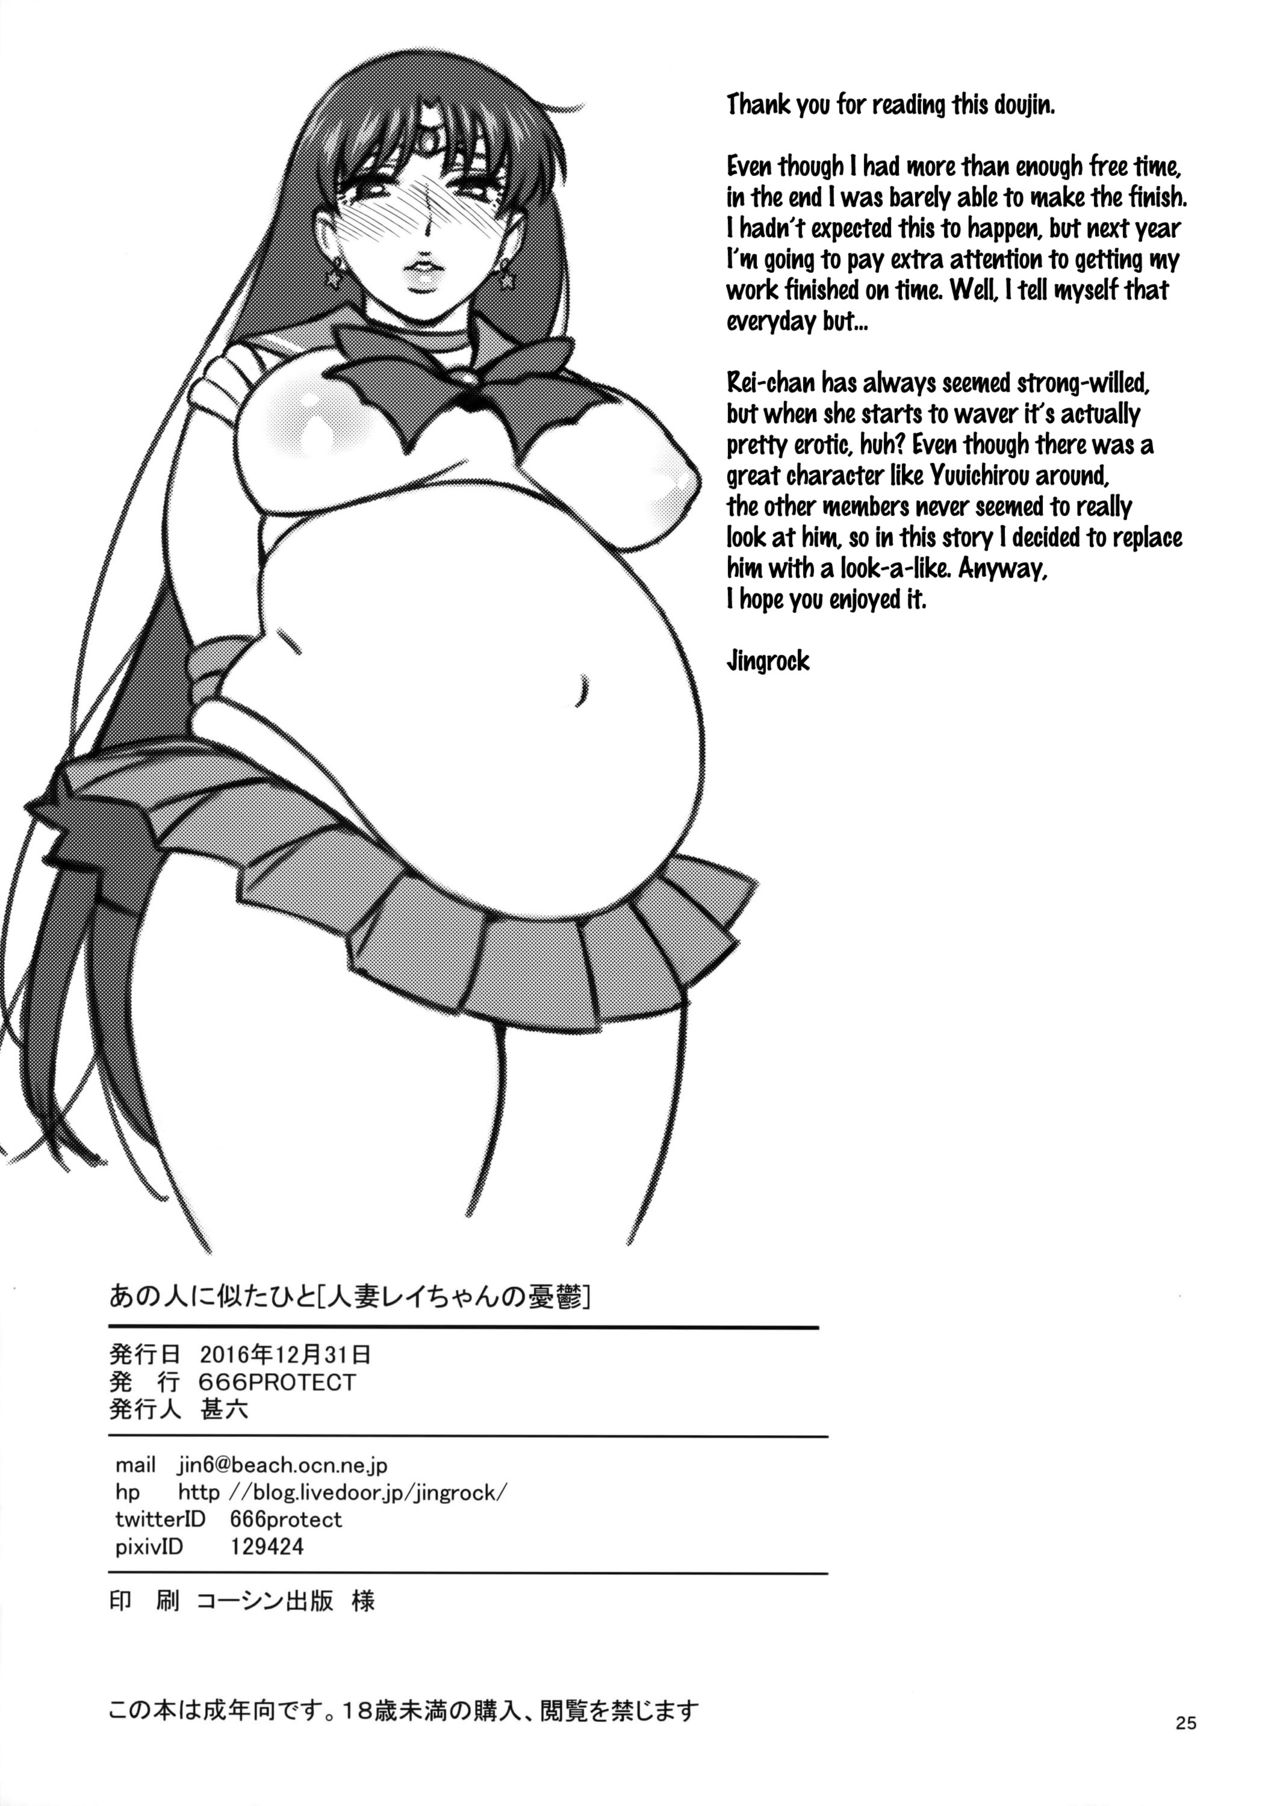 Thank you for reading this doujin.
Even though I had more than enough free time,
in the end I was barely able to make the finish.
I hadn't expected this to happen, but next year
I'm going to pay extra attention to getting my
work finished on time. Well, I tell myself that
everyday but...
Rei-chan has always seemed strong-willed,
but when she starts to waver it's actually
pretty erotic, huh? Even though there was a
great character like Yuuichirou around,
the other members never seemed to really
look at him, so in this story I decided to replace
him with a look-a-like. Anyway,
I hope you enjoyed it.
Jingrock
あの人に似たひと[人妻レイちゃんの憂鬱]
発行日 2016年12月31日
発 行 666PROTECT
発行人 甚六
mail jin6@beach.ocn.ne.jp
hp http://blog.livedoor.jp/jingrock/
twitterID 666protect
pixivID 129424
印 刷 コーシン出版 様
この本は成年向です。18歳未満の購入、閲覧を禁じます
25